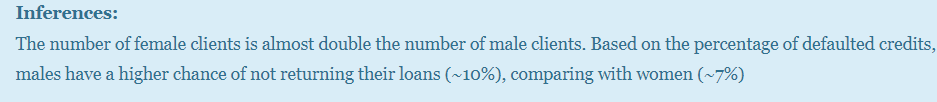 Inferences:
The number of female clients is almost double the number of male clients. Based on the percentage of defaulted credits,
males have a higher chance of not returning their loans (~10%), comparing with women (~7%)